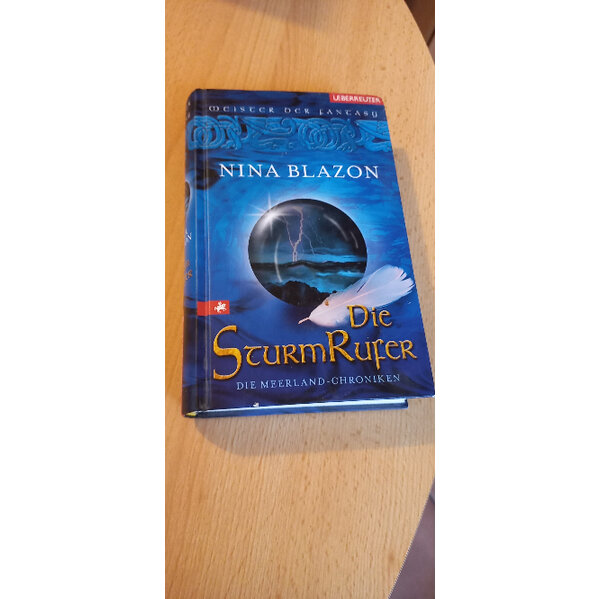 UEBERREUTER
MEISTER DER FANTASY
NINA BLAZON
Die
SturmRufer
DIE MEERLAND-CHRONIKEN